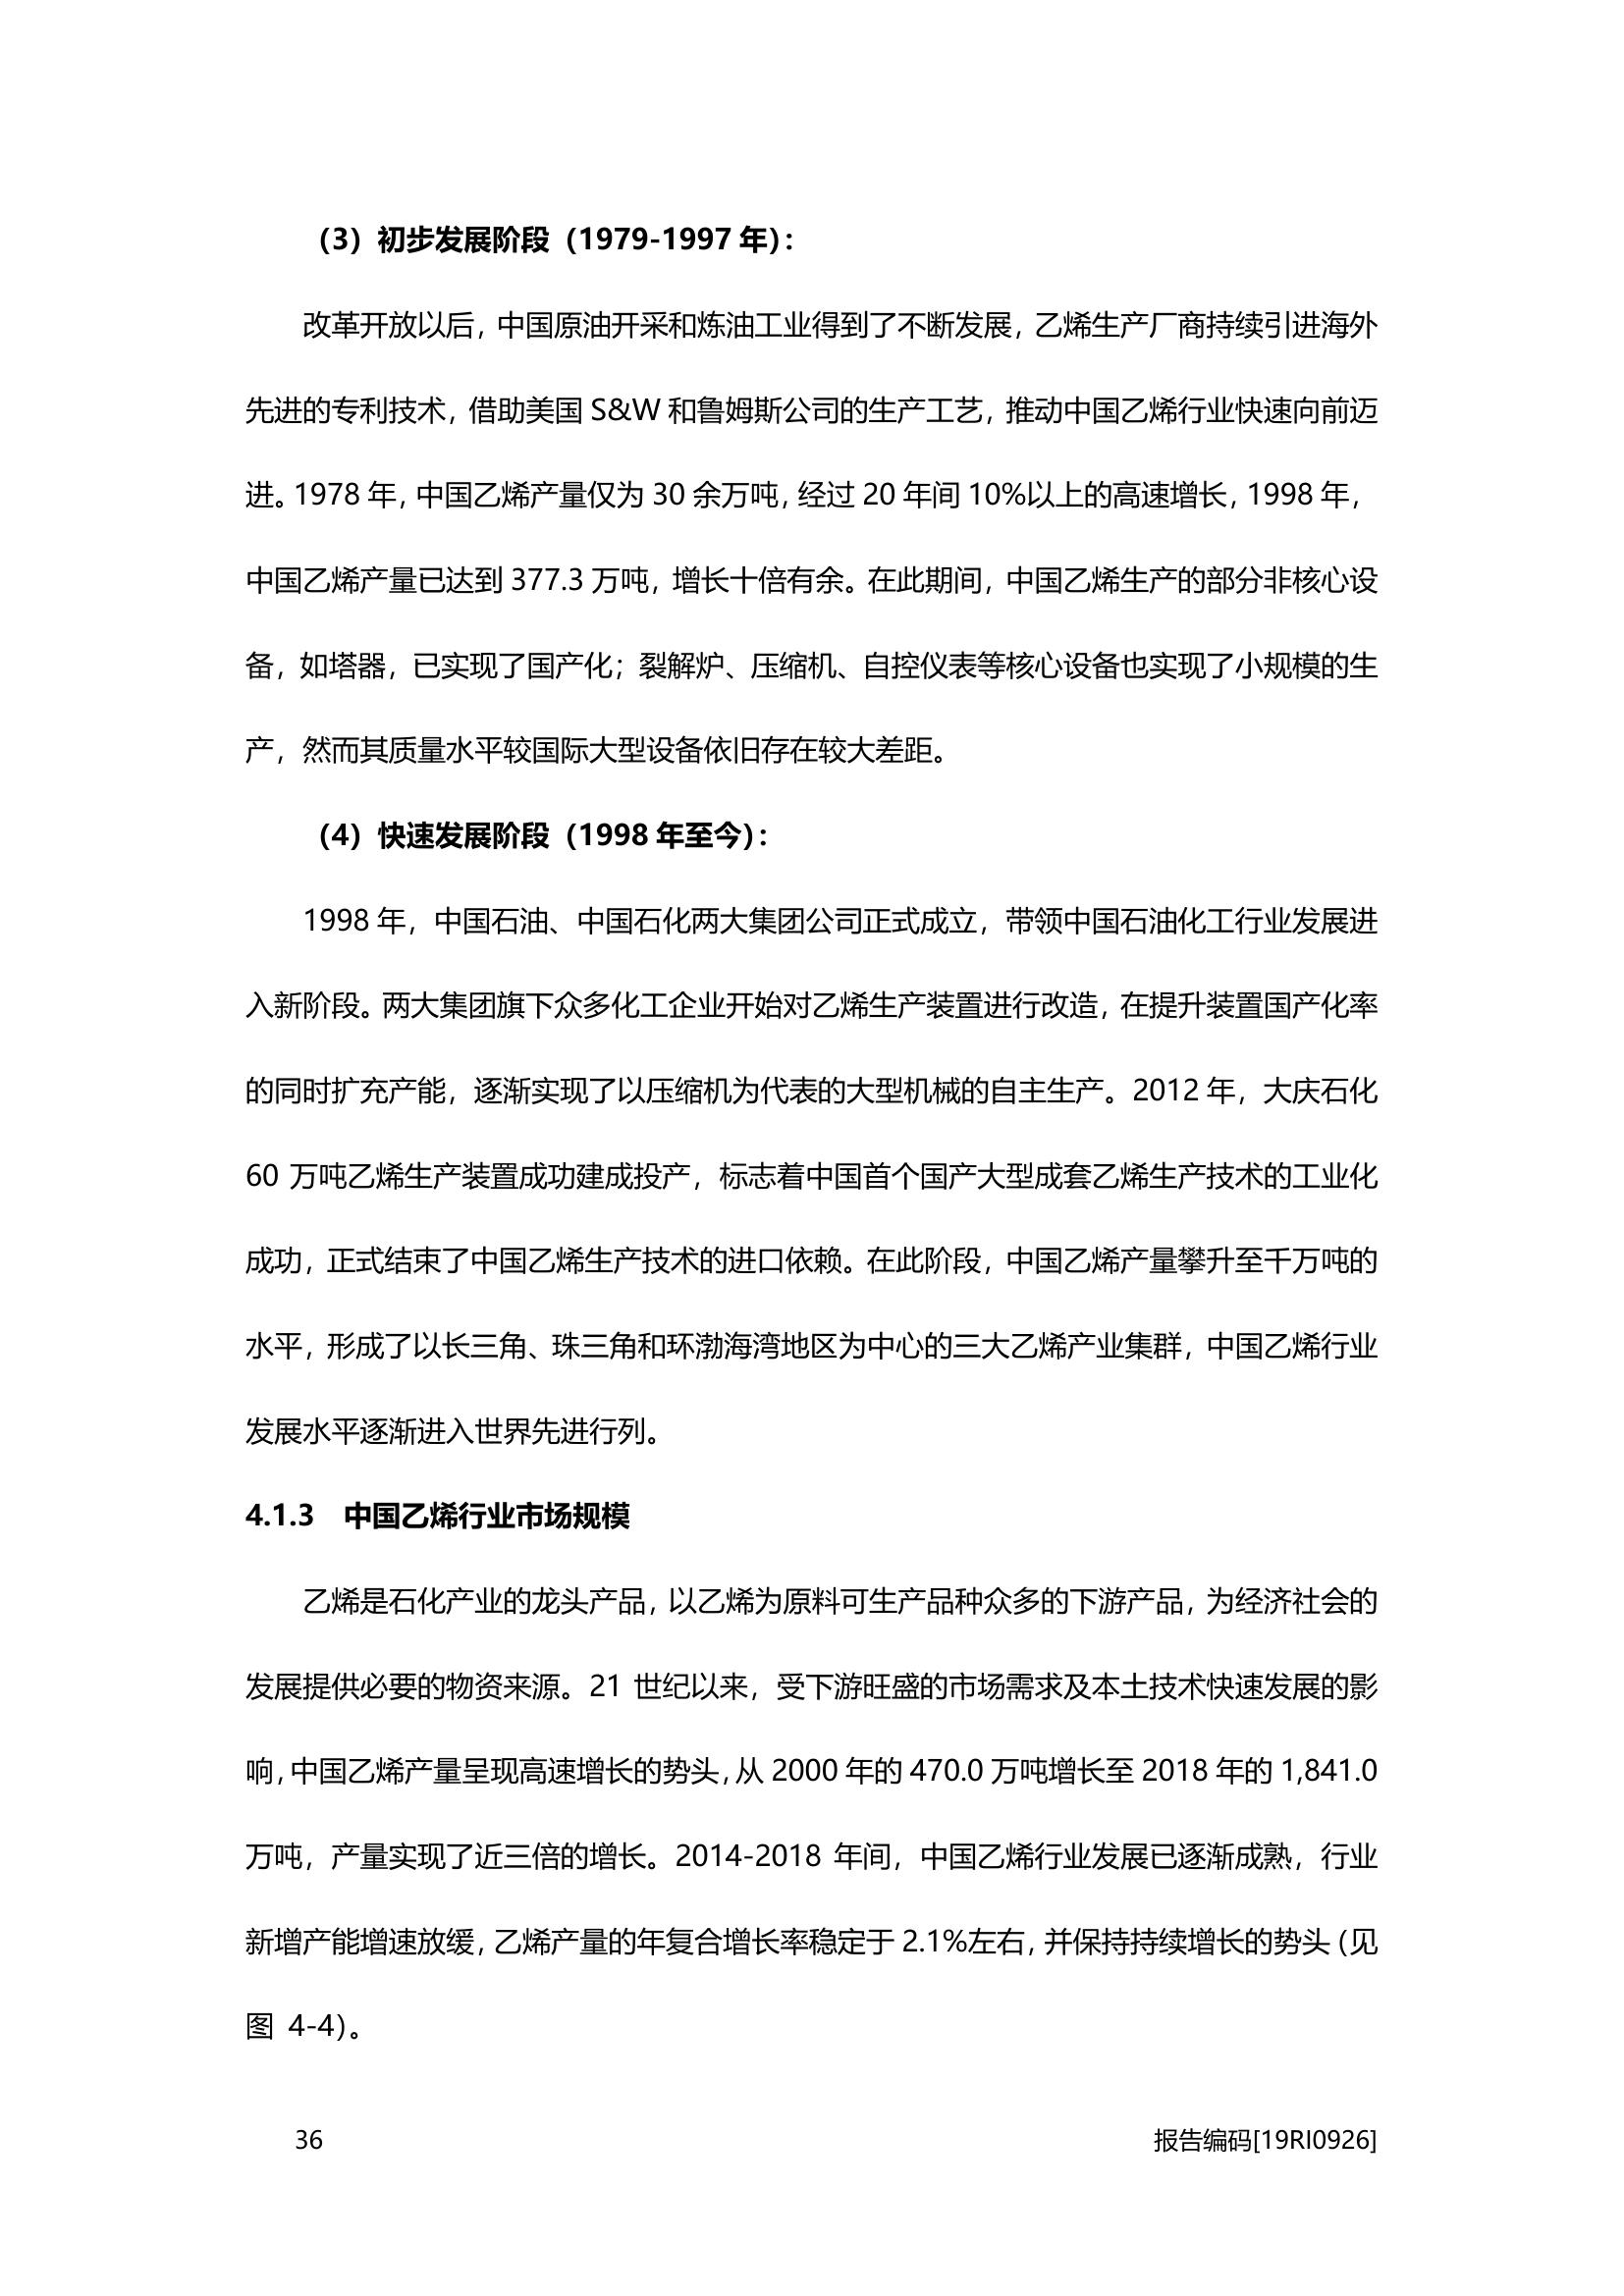 （3）初步发展阶段（1979-1997 年）：
改革开放以后，中国原油开采和炼油工业得到了不断发展，乙烯生产厂商持续引进海外
先进的专利技术，借助美国 S&W 和鲁姆斯公司的生产工艺，推动中国乙烯行业快速向前迈
进。1978 年，中国乙烯产量仅为 30 余万吨，经过 20 年间 10%以上的高速增长，1998 年，
中国乙烯产量已达到 377.3 万吨，增长十倍有余。在此期间，中国乙烯生产的部分非核心设
备，如塔器，已实现了国产化；裂解炉、压缩机、自控仪表等核心设备也实现了小规模的生
产，然而其质量水平较国际大型设备依旧存在较大差距。
（4）快速发展阶段（1998 年至今）：
1998 年，中国石油、中国石化两大集团公司正式成立，带领中国石油化工行业发展进
入新阶段。两大集团旗下众多化工企业开始对乙烯生产装置进行改造，在提升装置国产化率
的同时扩充产能，逐渐实现了以压缩机为代表的大型机械的自主生产。2012 年，大庆石化
60 万吨乙烯生产装置成功建成投产，标志着中国首个国产大型成套乙烯生产技术的工业化
成功，正式结束了中国乙烯生产技术的进口依赖。在此阶段，中国乙烯产量攀升至千万吨的
水平，形成了以长三角、珠三角和环渤海湾地区为中心的三大乙烯产业集群，中国乙烯行业
发展水平逐渐进入世界先进行列。
4.1.3 中国乙烯行业市场规模
乙烯是石化产业的龙头产品，以乙烯为原料可生产品种众多的下游产品，为经济社会的
发展提供必要的物资来源。21 世纪以来，受下游旺盛的市场需求及本土技术快速发展的影
响，中国乙烯产量呈现高速增长的势头，从 2000 年的 470.0 万吨增长至 2018 年的 1,841.0
万吨，产量实现了近三倍的增长。2014-2018 年间，中国乙烯行业发展已逐渐成熟，行业
新增产能增速放缓，乙烯产量的年复合增长率稳定于 2.1%左右，并保持持续增长的势头（见
图 4-4）。
36 报告编码[19RI0926]